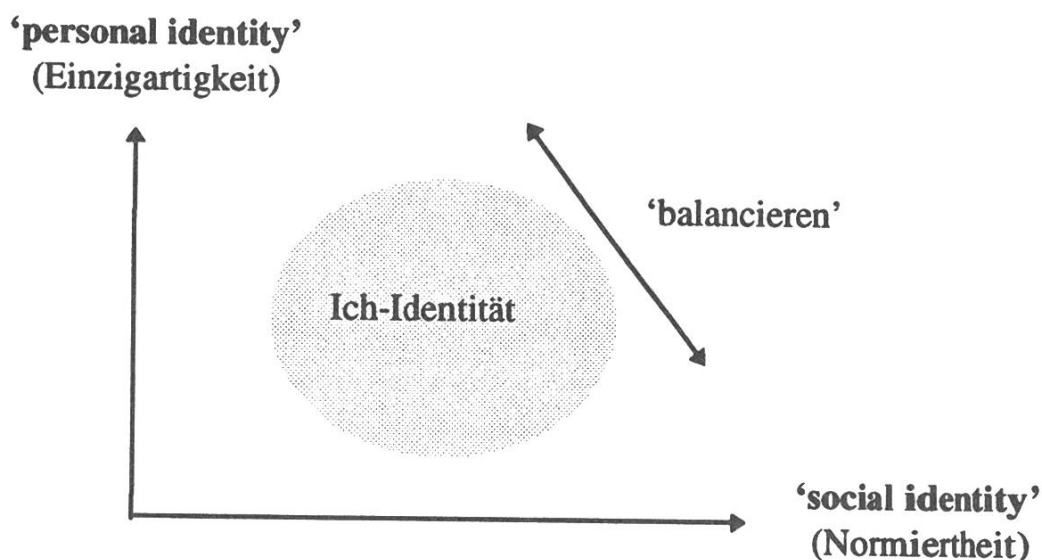 ‘personal identity’
(Einzigartigkeit)
‘balancieren’
Ich-Identität
‘social identity’
(Normiertheit)